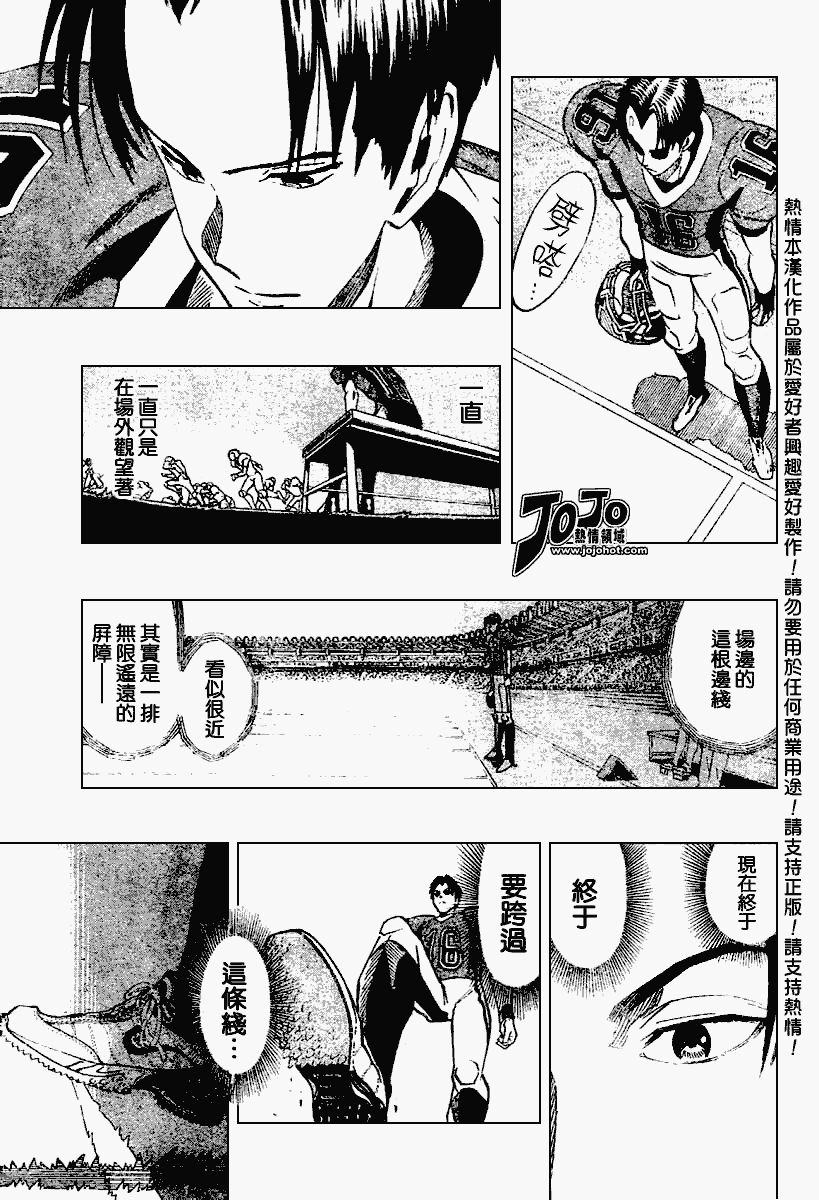 16
16
16
劈嗒…
一直
一直只是
在場外觀望著
JOJO
熱情領域
www.jojohot.com
場邊的
這根邊綫
看似很近
其實是一排
無限遙遠的
屏障——
現在終于
終于
要跨過
16
這條綫…
熱情本漢化作品屬於愛好者興趣愛好製作！請勿要用於任何商業用途！請支持正版！請支持熱情！